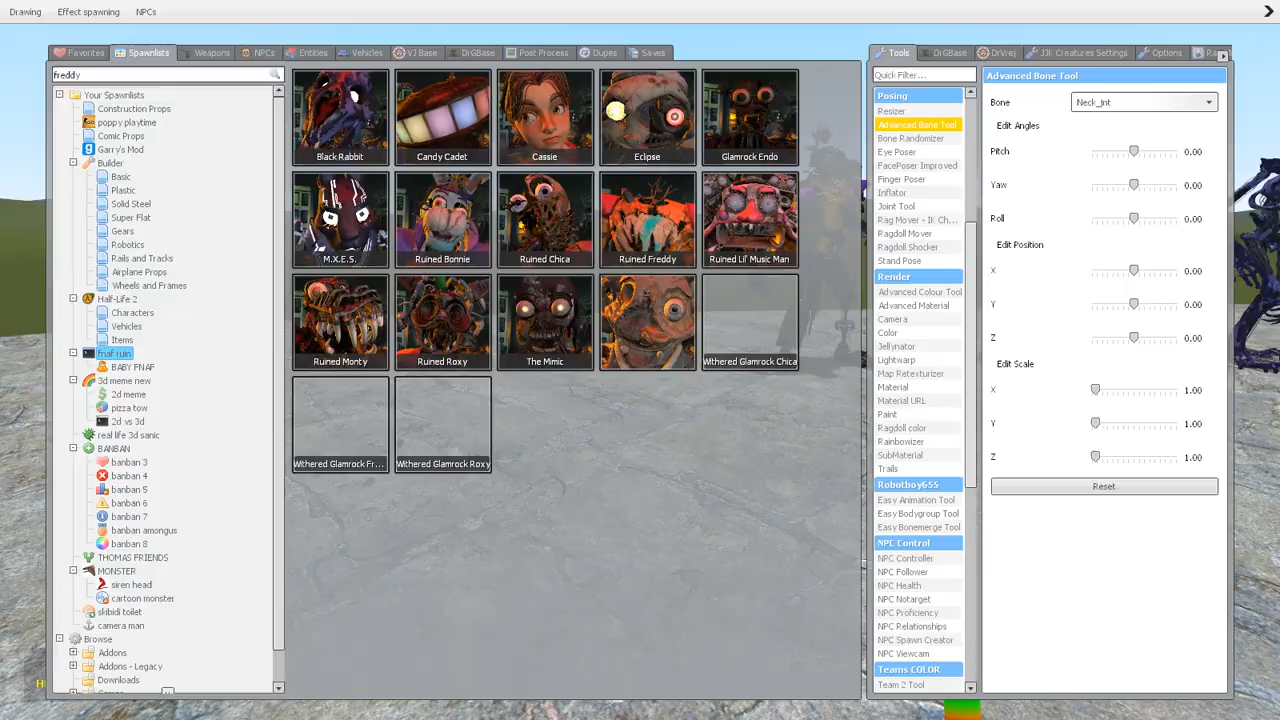 Drawing Effect spawning NPCs
Favorites Spawnlists Weapons NPCs Entities Vehicles VJ Base DrGBase Post Process Dupes Saves
freddy
Your Spawnlists
Construction Props
poppy playtime
Comic Props
Garry's Mod
Builder
Basic
Plastic
Solid Steel
Super Flat
Gears
Robotics
Rails and Tracks
Airplane Props
Wheels and Frames
Half-Life 2
Characters
Vehicles
Items
fnaf ruin
BABY FNAF
3d meme new
2d meme
pizza tow
2d vs 3d
real life 3d sanic
BANBAN
banban 3
banban 4
banban 5
banban 6
banban 7
banban amongus
banban 8
THOMAS FRIENDS
MONSTER
siren head
cartoon monster
skibidi toilet
camera man
Browse
Addons
Addons - Legacy
Downloads
Black Rabbit Candy Cadet Cassie Eclipse Glamrock Endo
M.X.E.S. Ruined Bonnie Ruined Chica Ruined Freddy Ruined Lil' Music Man
Ruined Monty Ruined Roxy The Mimic Withered Glamrock Chica
Withered Glamrock Fr... Withered Glamrock Roxy
Tools DrGBase DrVrej JJK Creatures Settings Options
Quick Filter...
Posing
Resizer
Advanced Bone Tool
Bone Randomizer
Eye Poser
FacePoser Improved
Finger Poser
Inflator
Joint Tool
Rag Mover - IK Ch...
Ragdoll Mover
Ragdoll Shocker
Stand Pose
Render
Advanced Colour Tool
Advanced Material
Camera
Color
Jellynator
Lightwarp
Map Retexturizer
Material
Material URL
Paint
Ragdoll color
Rainbowizer
SubMaterial
Trails
Robotboy655
Easy Animation Tool
Easy Bodygroup Tool
Easy Bonemerge Tool
NPC Control
NPC Controller
NPC Follower
NPC Health
NPC Notarget
NPC Proficiency
NPC Relationships
NPC Spawn Creator
NPC Viewcam
Teams COLOR
Team 2 Tool
Advanced Bone Tool
Bone Neck_jnt
Edit Angles
Pitch 0.00
Yaw 0.00
Roll 0.00
Edit Position
X 0.00
Y 0.00
Z 0.00
Edit Scale
X 1.00
Y 1.00
Z 1.00
Reset